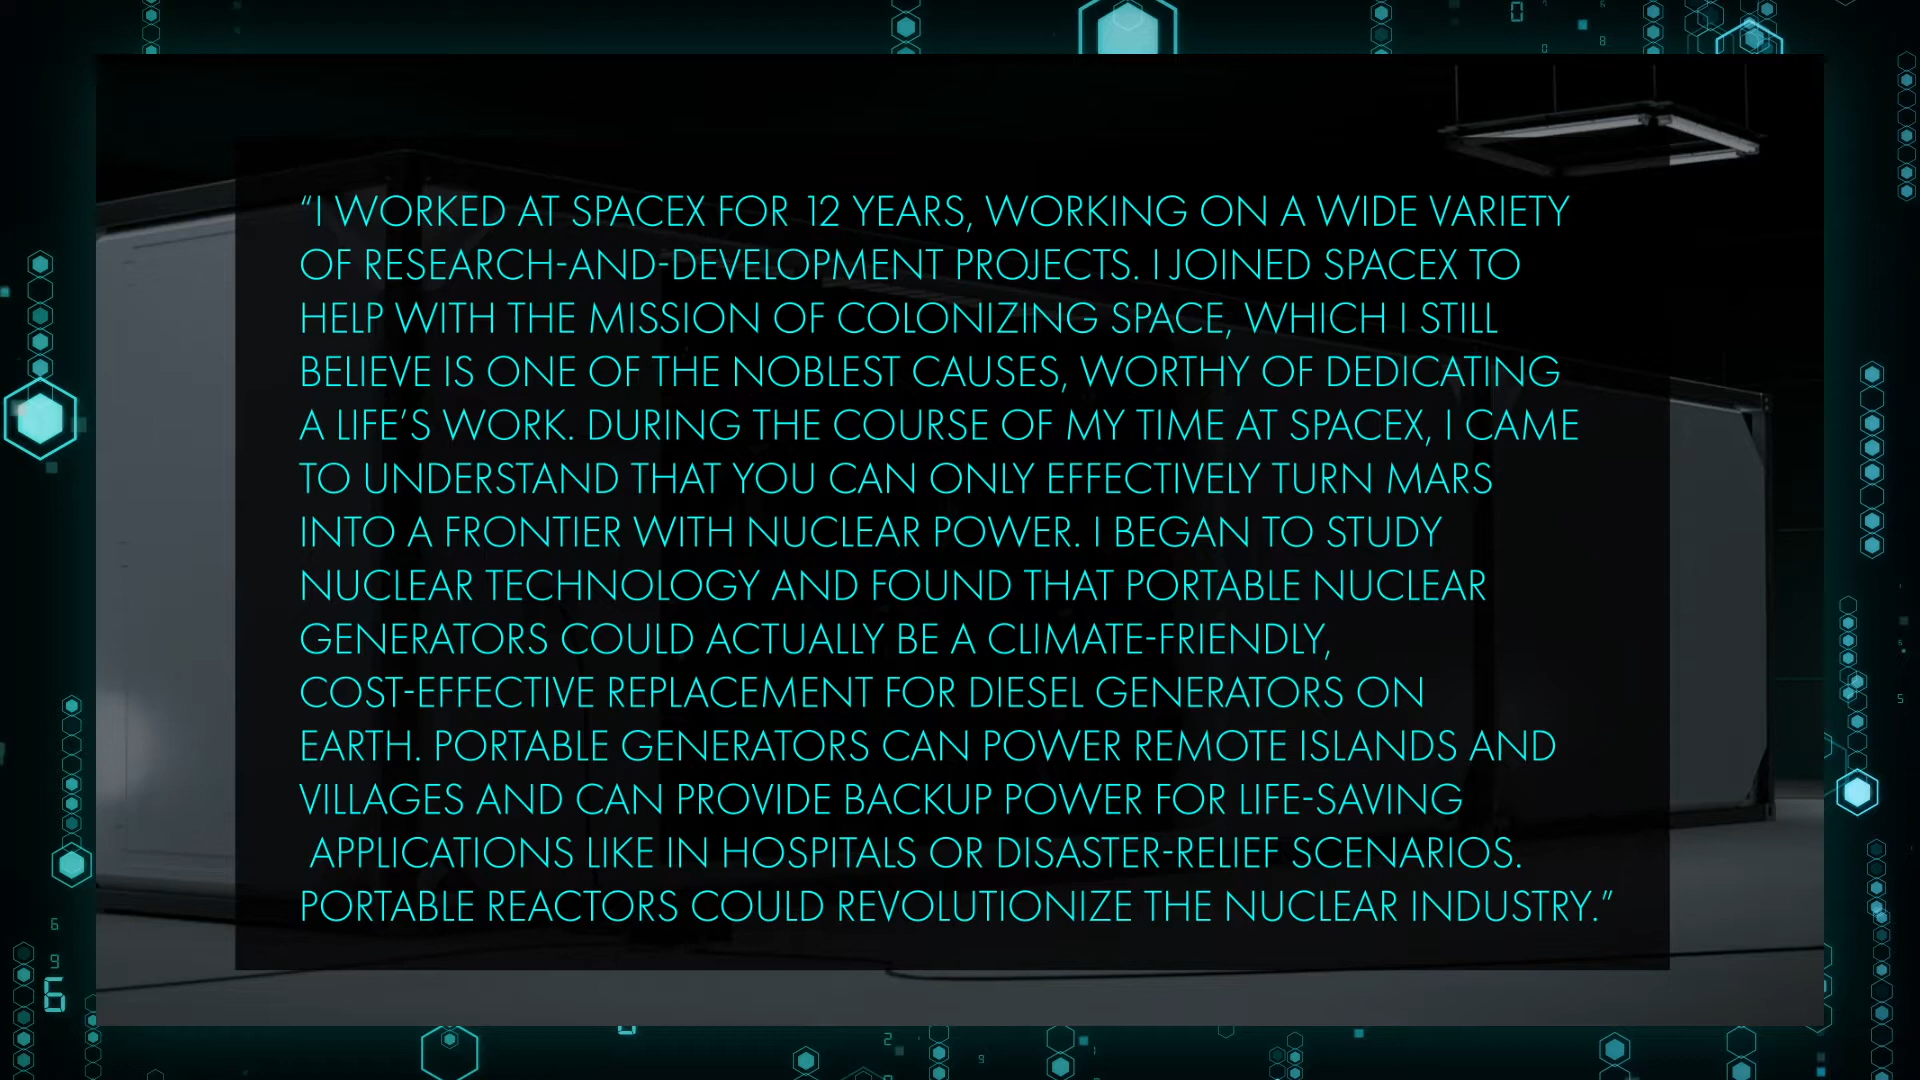 “I WORKED AT SPACEX FOR 12 YEARS, WORKING ON A WIDE VARIETY
OF RESEARCH-AND-DEVELOPMENT PROJECTS. I JOINED SPACEX TO
HELP WITH THE MISSION OF COLONIZING SPACE, WHICH I STILL
BELIEVE IS ONE OF THE NOBLEST CAUSES, WORTHY OF DEDICATING
A LIFE’S WORK. DURING THE COURSE OF MY TIME AT SPACEX, I CAME
TO UNDERSTAND THAT YOU CAN ONLY EFFECTIVELY TURN MARS
INTO A FRONTIER WITH NUCLEAR POWER. I BEGAN TO STUDY
NUCLEAR TECHNOLOGY AND FOUND THAT PORTABLE NUCLEAR
GENERATORS COULD ACTUALLY BE A CLIMATE-FRIENDLY,
COST-EFFECTIVE REPLACEMENT FOR DIESEL GENERATORS ON
EARTH. PORTABLE GENERATORS CAN POWER REMOTE ISLANDS AND
VILLAGES AND CAN PROVIDE BACKUP POWER FOR LIFE-SAVING
APPLICATIONS LIKE IN HOSPITALS OR DISASTER-RELIEF SCENARIOS.
PORTABLE REACTORS COULD REVOLUTIONIZE THE NUCLEAR INDUSTRY.”
6
9
6